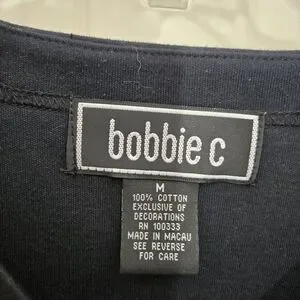 bobbie c
M
100% COTTON
EXCLUSIVE OF
DECORATIONS
RN 100333
MADE IN MACAU
SEE REVERSE
FOR CARE